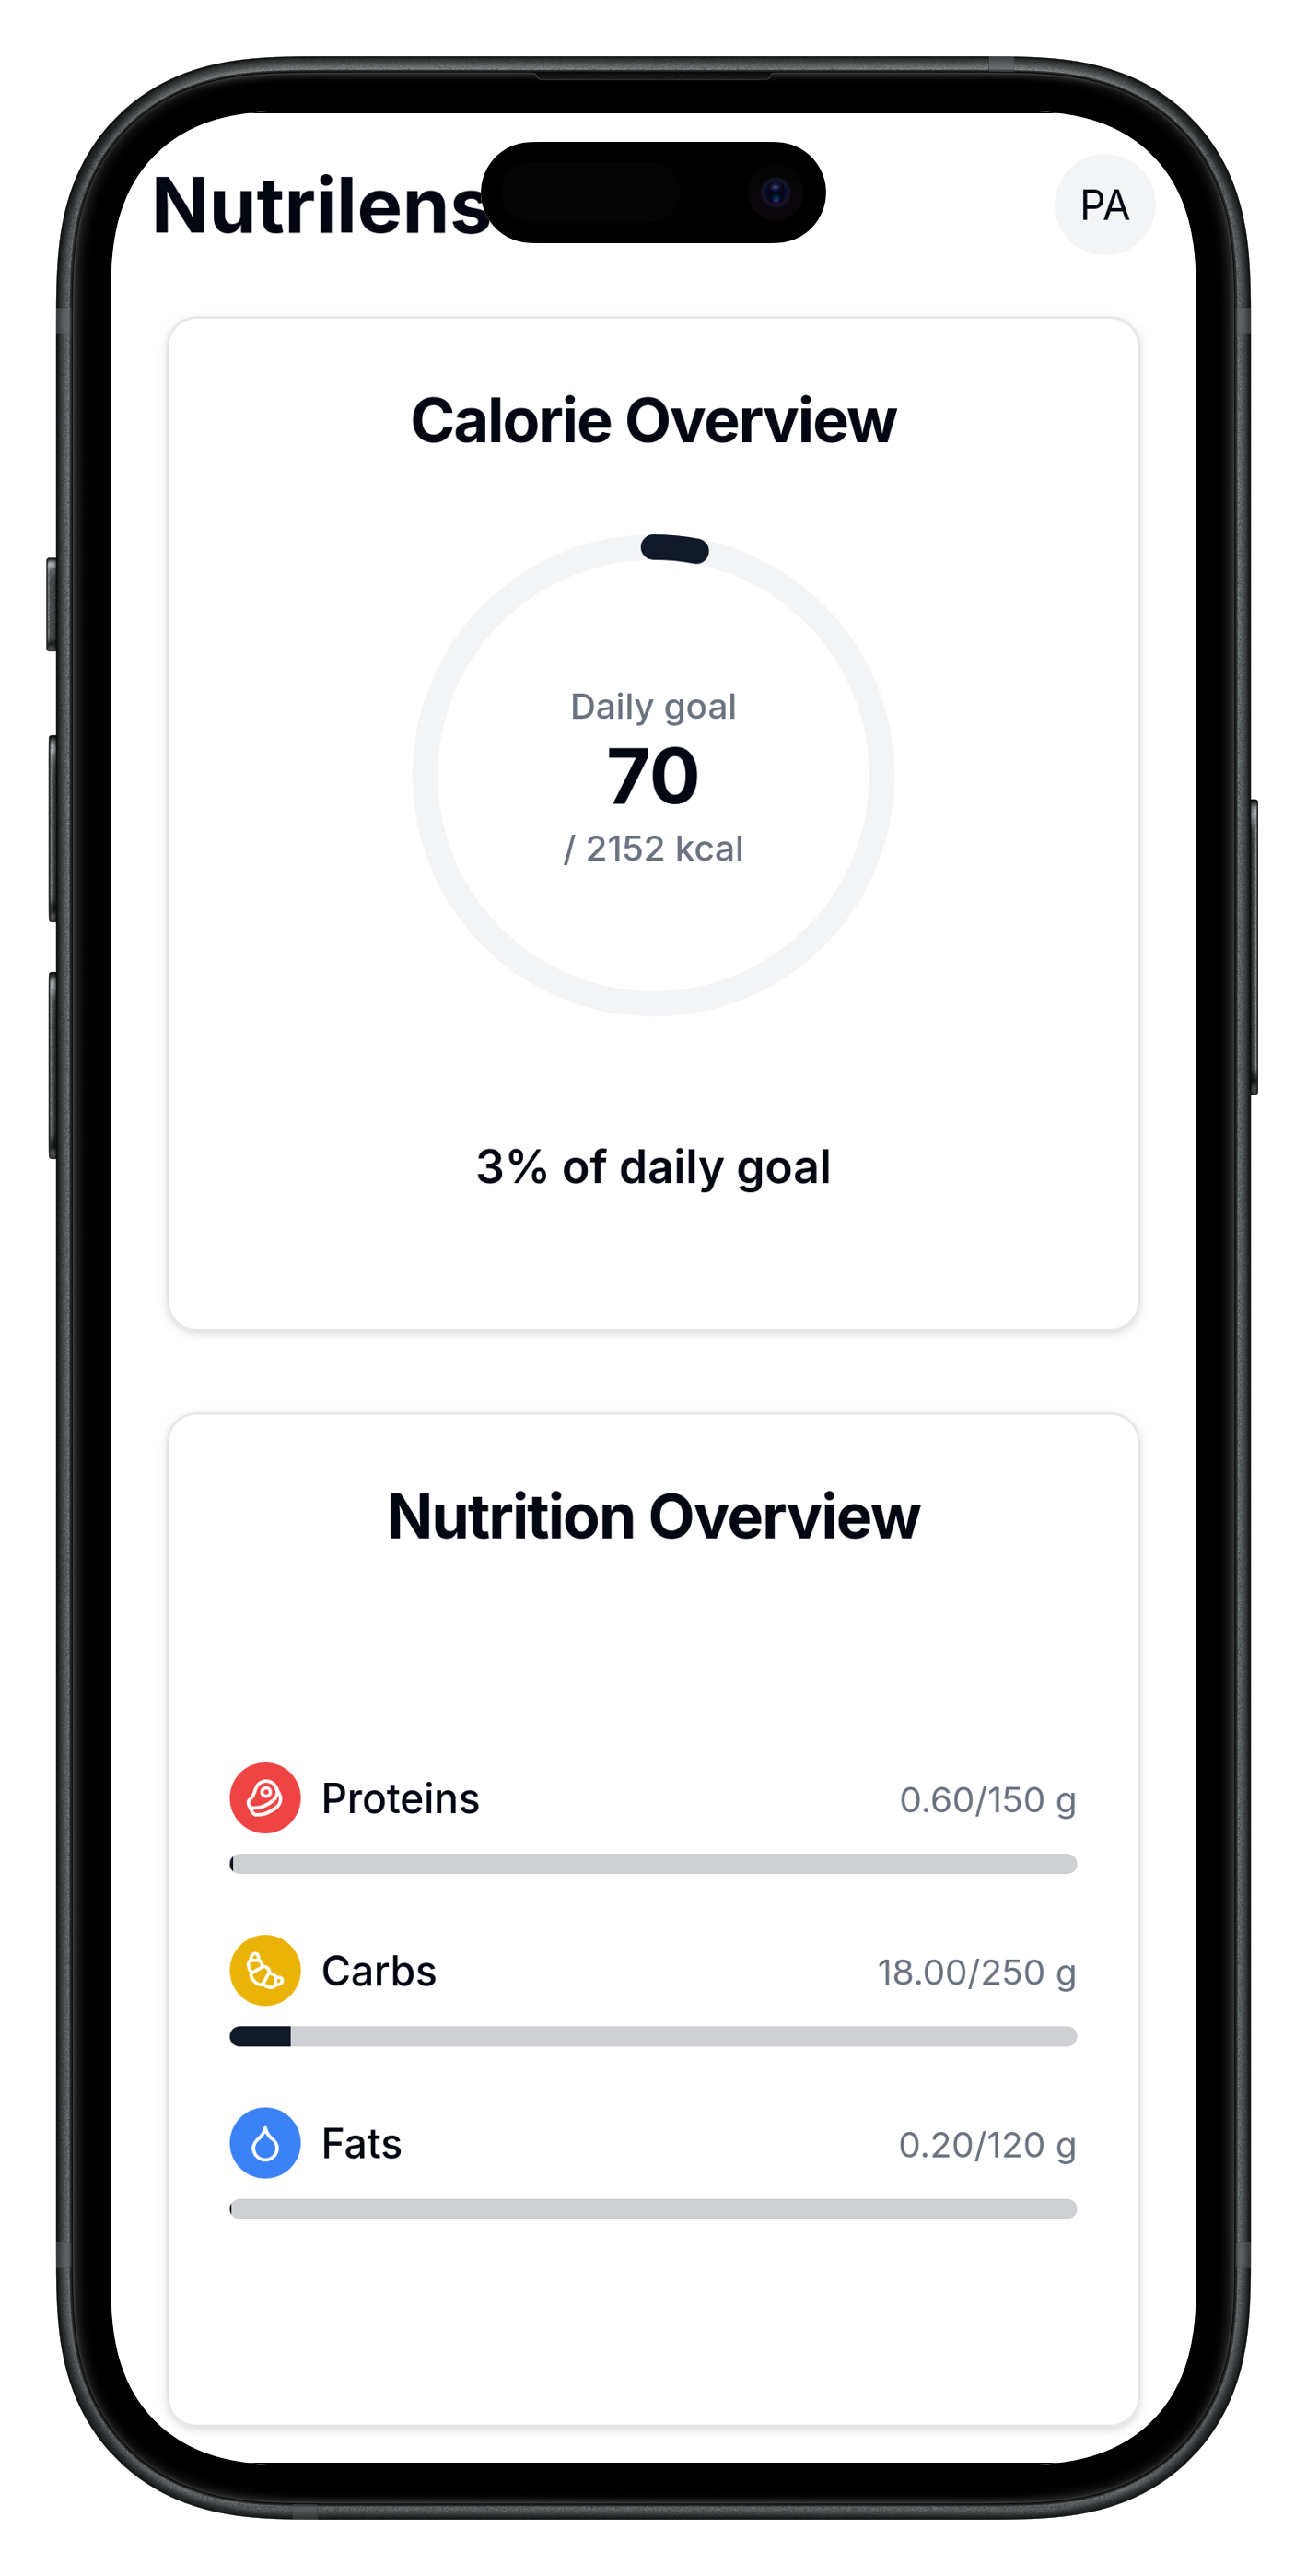 Nutrilens
PA
Calorie Overview
Daily goal
70
/ 2152 kcal
3% of daily goal
Nutrition Overview
Proteins 0.60/150 g
Carbs 18.00/250 g
Fats 0.20/120 g